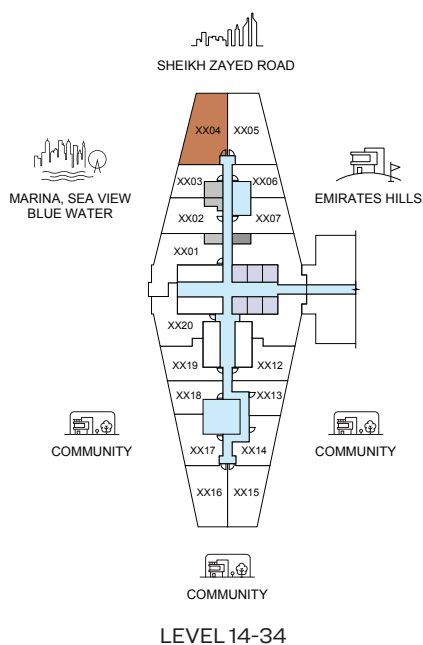 SHEIKH ZAYED ROAD
XX04
XX05
XX03
XX06
MARINA, SEA VIEW
BLUE WATER
EMIRATES HILLS
XX02
XX07
XX01
XX20
XX19
XX12
XX18
XX13
COMMUNITY
COMMUNITY
XX17
XX14
XX16
XX15
COMMUNITY
LEVEL 14-34